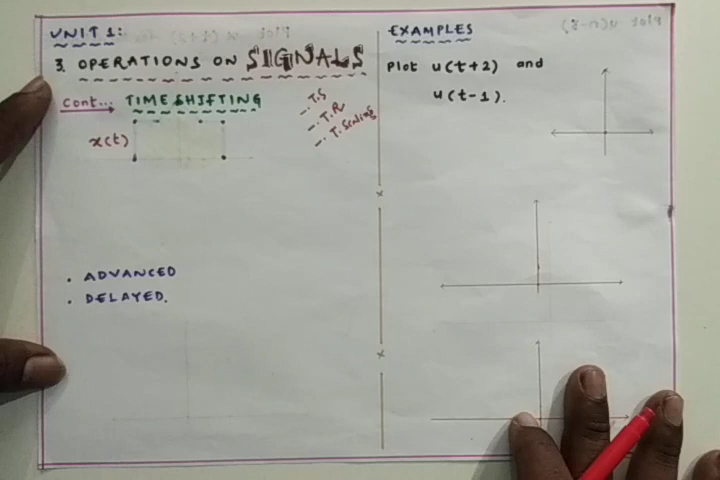 UNIT 1:
3. OPERATIONS ON SIGNALS
Cont... TIME SHIFTING
x(t)
-. T.S
-. T.R
-. T. Scaling
. ADVANCED
. DELAYED.
EXAMPLES
Plot u(t+2) and
u(t-1).
x
x